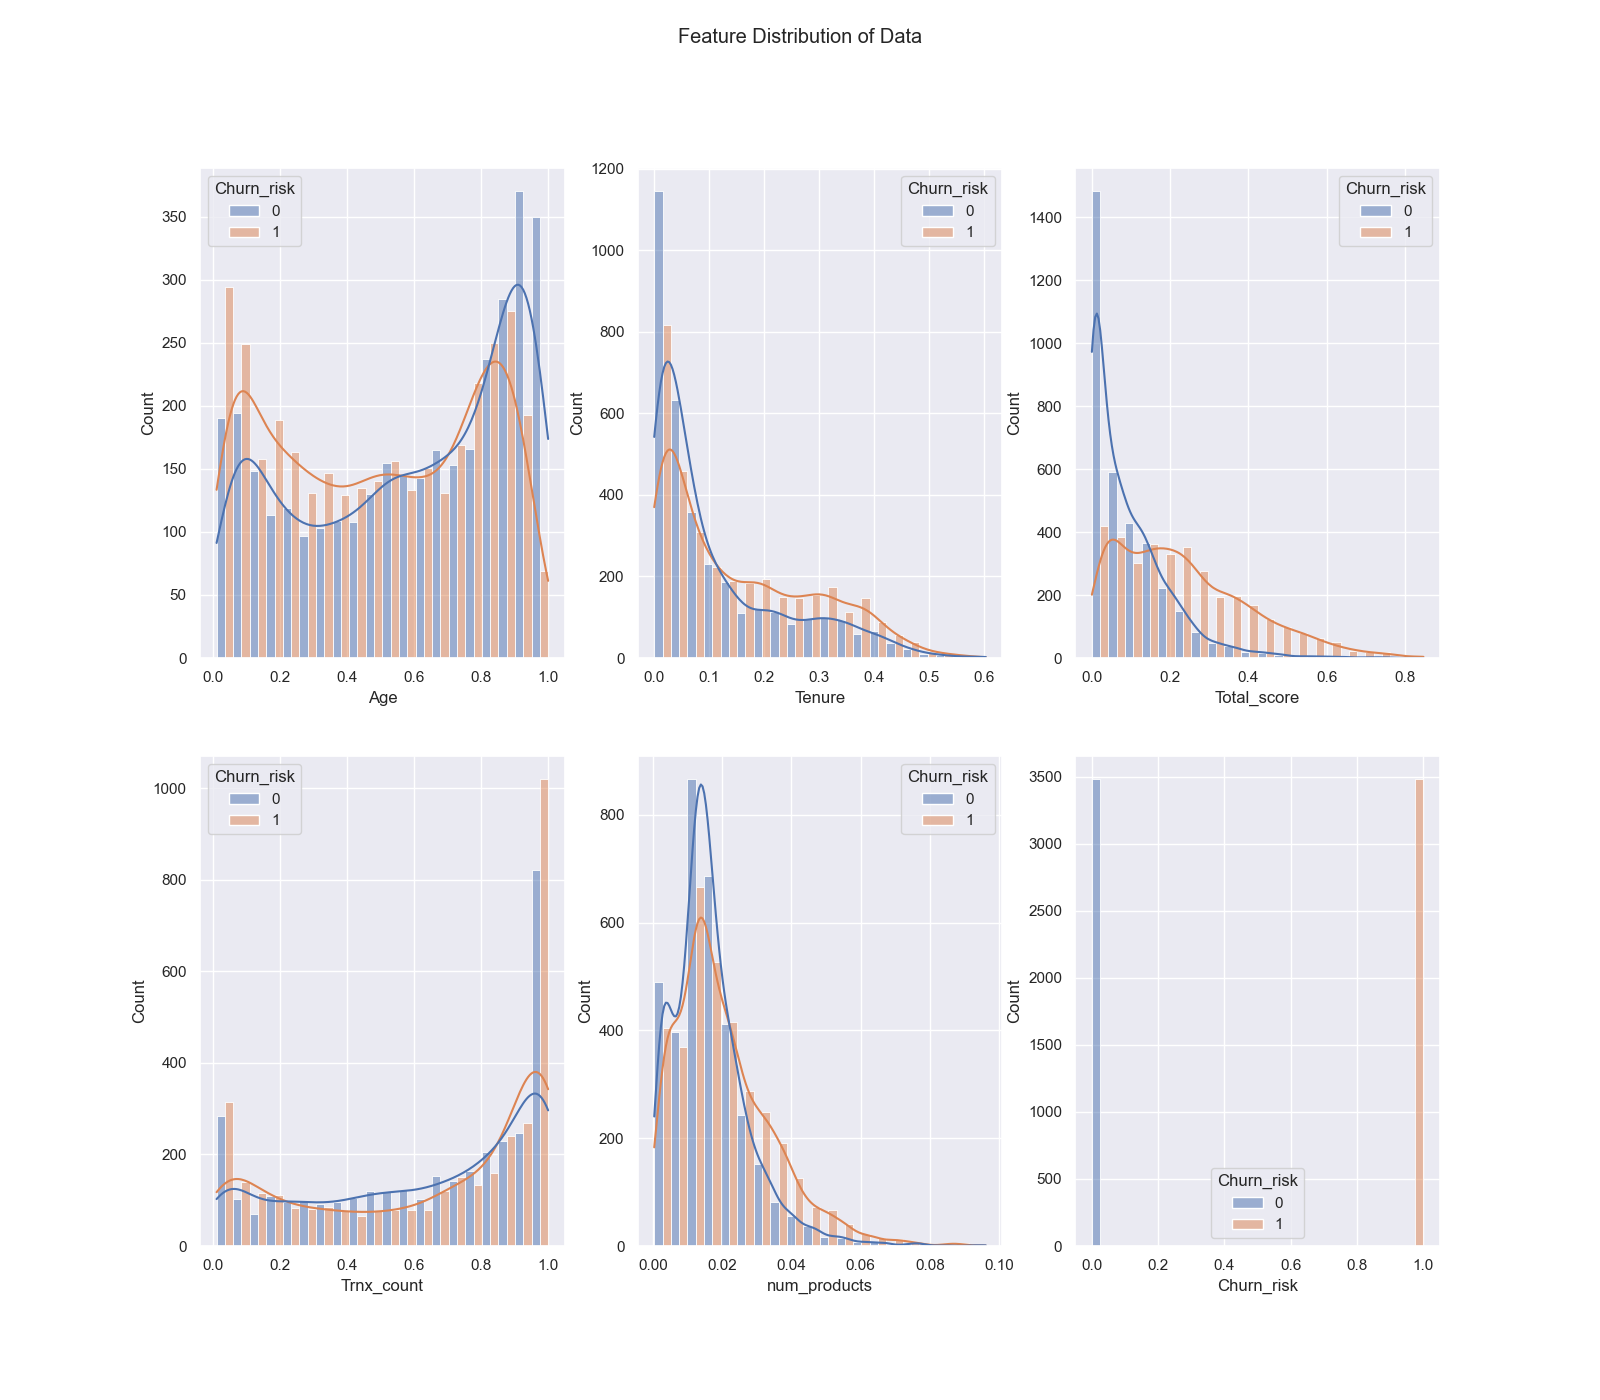 Feature Distribution of Data
Churn_risk
0
1
350
300
250
200
150
100
50
0
Count
0.0 0.2 0.4 0.6 0.8 1.0
Age
Churn_risk
0
1
1200
1000
800
600
400
200
0
Count
0.0 0.1 0.2 0.3 0.4 0.5 0.6
Tenure
Churn_risk
0
1
1400
1200
1000
800
600
400
200
0
Count
0.0 0.2 0.4 0.6 0.8
Total_score
Churn_risk
0
1
1000
800
600
400
200
0
Count
0.0 0.2 0.4 0.6 0.8 1.0
Trnx_count
Churn_risk
0
1
800
600
400
200
0
Count
0.00 0.02 0.04 0.06 0.08 0.10
num_products
3500
3000
2500
2000
1500
1000
500
0
Count
Churn_risk
0
1
0.0 0.2 0.4 0.6 0.8 1.0
Churn_risk